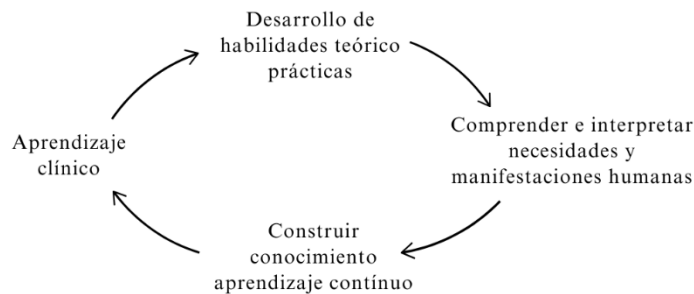 Desarrollo de
habilidades teórico
prácticas
Comprender e interpretar
necesidades y
manifestaciones humanas
Construir
conocimiento
aprendizaje contínuo
Aprendizaje
clínico